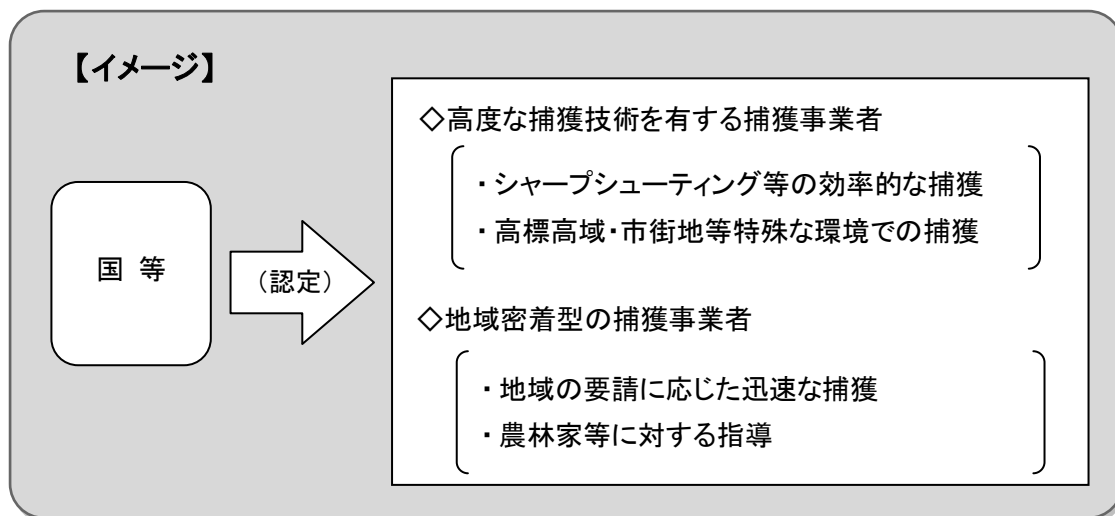 【イメージ】
国 等
(認定)
◇高度な捕獲技術を有する捕獲事業者
・シャープシューティング等の効率的な捕獲
・高標高域・市街地等特殊な環境での捕獲
◇地域密着型の捕獲事業者
・地域の要請に応じた迅速な捕獲
・農林家等に対する指導